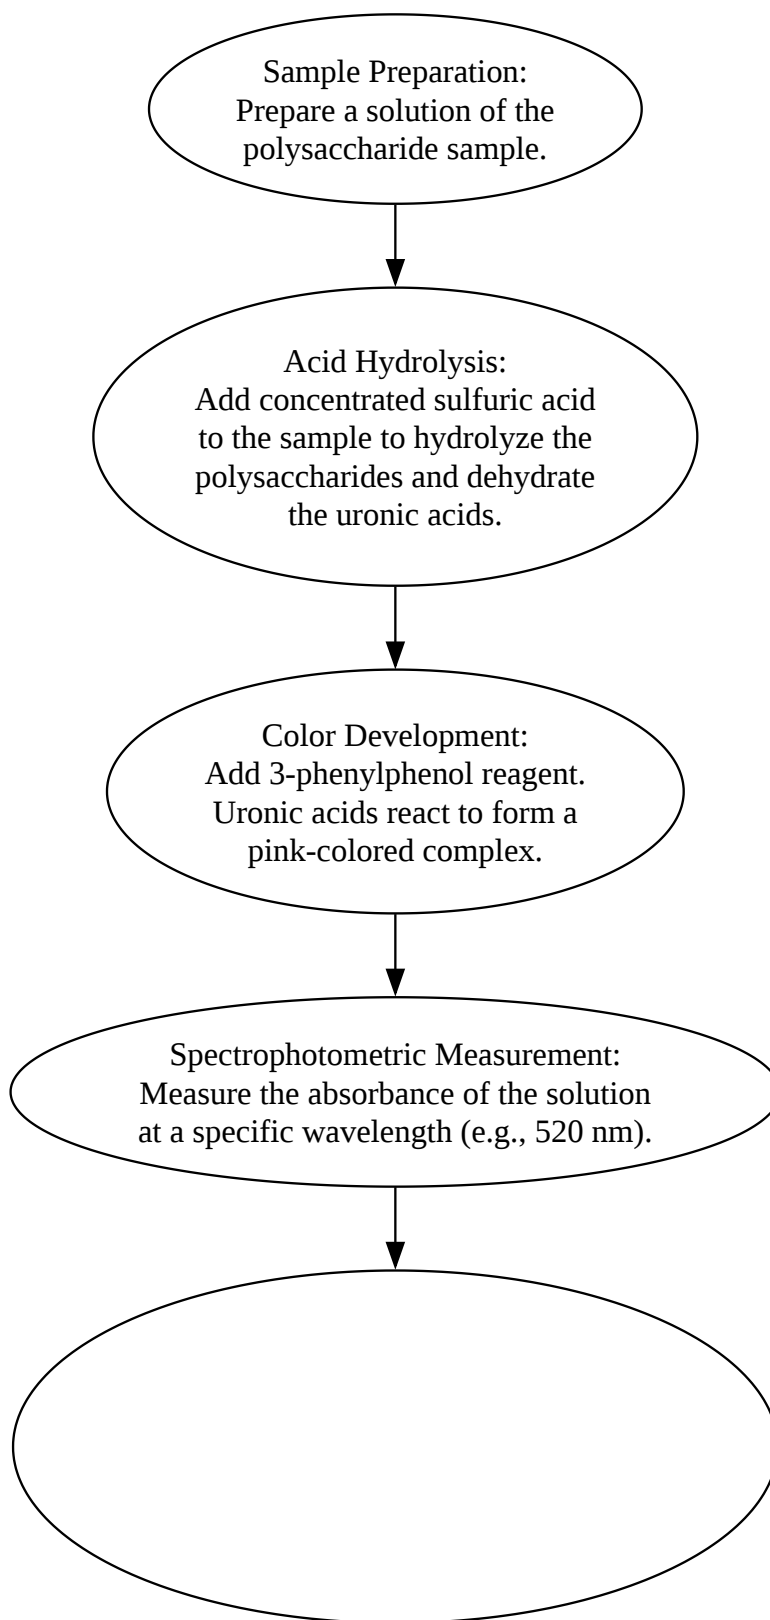 Sample Preparation:
Prepare a solution of the
polysaccharide sample.
Acid Hydrolysis:
Add concentrated sulfuric acid
to the sample to hydrolyze the
polysaccharides and dehydrate
the uronic acids.
Color Development:
Add 3-phenylphenol reagent.
Uronic acids react to form a
pink-colored complex.
Spectrophotometric Measurement:
Measure the absorbance of the solution
at a specific wavelength (e.g., 520 nm).